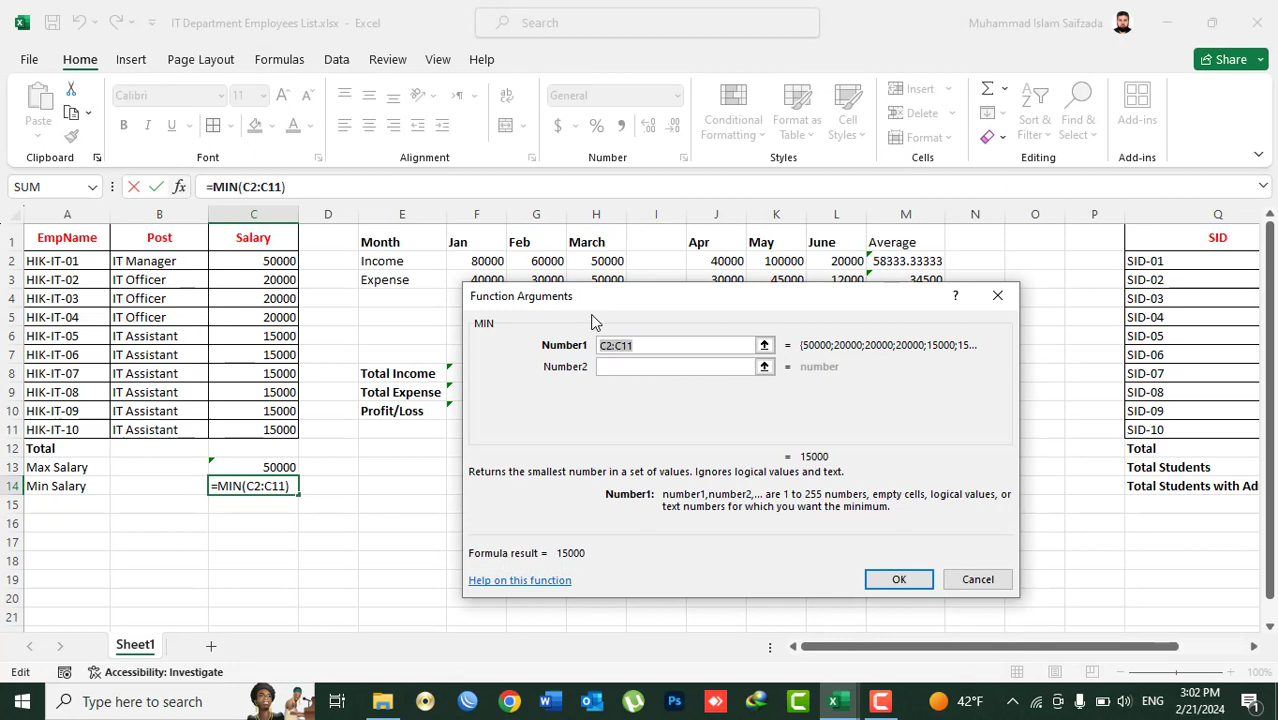 IT Department Employees List.xlsx - Excel
Search
Muhammad Islam Saifzada
File Home Insert Page Layout Formulas Data Review View Help
Share
Paste
Clipboard
Calibri 11
B I U
Font
Alignment
General
$ % ,
Number
Conditional Formatting
Format as Table
Cell Styles
Styles
Insert
Delete
Format
Cells
Sort & Filter
Find & Select
Editing
Add-ins
Add-ins
SUM
fx
=MIN(C2:C11)
A B C D E F G H I J K L M N O P Q
1 EmpName Post Salary Month Jan Feb March Apr May June Average SID
2 HIK-IT-01 IT Manager 50000 Income 80000 60000 50000 40000 100000 20000 58333.33333 SID-01
3 HIK-IT-02 IT Officer 20000 Expense 40000 30000 50000 30000 45000 12000 34500 SID-02
4 HIK-IT-03 IT Officer 20000 SID-03
5 HIK-IT-04 IT Officer 20000 SID-04
6 HIK-IT-05 IT Assistant 15000 SID-05
7 HIK-IT-06 IT Assistant 15000 SID-06
8 HIK-IT-07 IT Assistant 15000 Total Income SID-07
9 HIK-IT-08 IT Assistant 15000 Total Expense SID-08
10 HIK-IT-09 IT Assistant 15000 Profit/Loss SID-09
11 HIK-IT-10 IT Assistant 15000 SID-10
12 Total Total
13 Max Salary 50000 Total Students
14 Min Salary =MIN(C2:C11) Total Students with Ad
15
16
17
18
19
20
21
Function Arguments
? ×
MIN
Number1 C2:C11 = {50000;20000;20000;20000;15000;15...
Number2 = number
= 15000
Returns the smallest number in a set of values. Ignores logical values and text.
Number1: number1,number2,... are 1 to 255 numbers, empty cells, logical values, or
text numbers for which you want the minimum.
Formula result = 15000
Help on this function
OK
Cancel
Sheet1
Edit
Accessibility: Investigate
100%
Type here to search
42°F
ENG
3:02 PM
2/21/2024